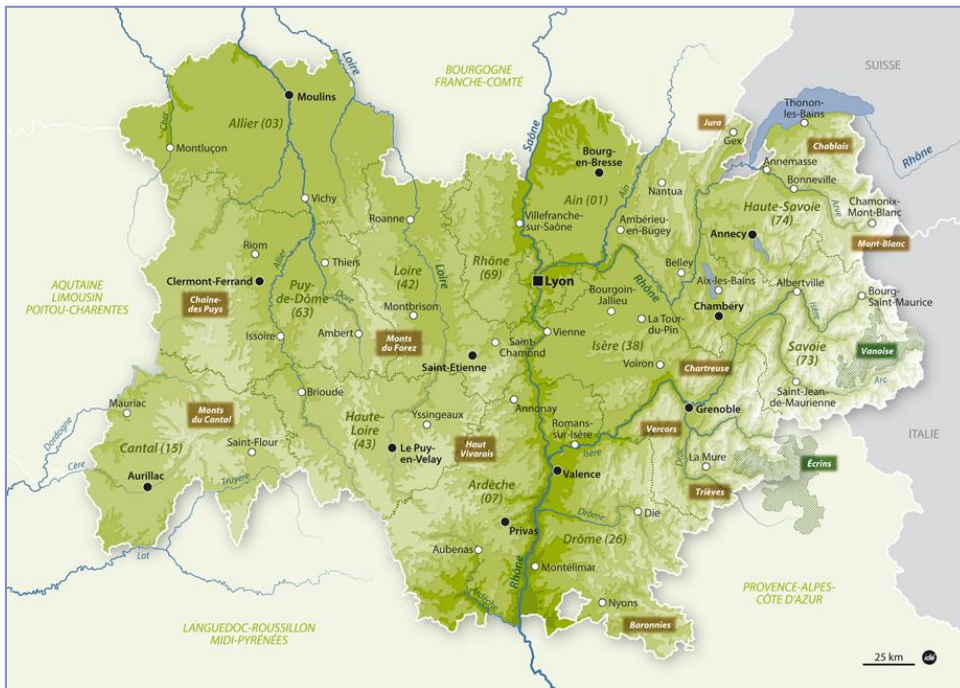 SUISSE
BOURGOGNE
FRANCHE-COMTÉ
Loire
Cher
Moulins
Allier (03)
Montluçon
Saône
Jura
Gex
Thonon-
les-Bains
Chablais
Rhône
Bourg-
en-Bresse
Ain (01)
Ain
Nantua
Annemasse
Bonneville
Arve
Chamonix-
Mont-Blanc
Haute-Savoie
(74)
Mont-Blanc
Vichy
Roanne
Villefranche-
sur-Saône
Ambérieu-
en-Bugey
Annecy
Riom
Allier
Thiers
Loire
(42)
Loire
Rhône
(69)
Lyon
Rhône
Belley
Aix-les-Bains
Albertville
Bourg-
Saint-Maurice
Isère
Clermont-Ferrand
Puy-
de-Dôme
(63)
Dore
AQUITAINE
LIMOUSIN
POITOU-CHARENTES
Chaîne-
des Puys
Montbrison
Bourgoin-
Jallieu
La Tour-
du-Pin
Chambéry
Issoire
Ambert
Monts
du Forez
Saint-
Chamond
Saint-Etienne
Vienne
Isère (38)
Voiron
Chartreuse
Savoie
(73)
Vanoise
Arc
Saint-Jean-
de-Maurienne
Mauriac
Monts
du Cantal
Brioude
Haute-
Loire
(43)
Yssingeaux
Annonay
Grenoble
Romans-
sur-Isère
Isère
Vercors
ITALIE
Dordogne
Cantal (15)
Saint-Flour
Le Puy-
en-Velay
Haut
Vivarais
Valence
Drac
La Mure
Écrins
Cère
Aurillac
Truyère
Ardèche
(07)
Trièves
Privas
Drôme
Die
Drôme (26)
Lot
Aubenas
Rhône
Montélimar
Ardèche
Nyons
Baronnies
PROVENCE-ALPES-
CÔTE D'AZUR
LANGUEDOC-ROUSSILLON
MIDI-PYRÉNÉES
25 km
idé